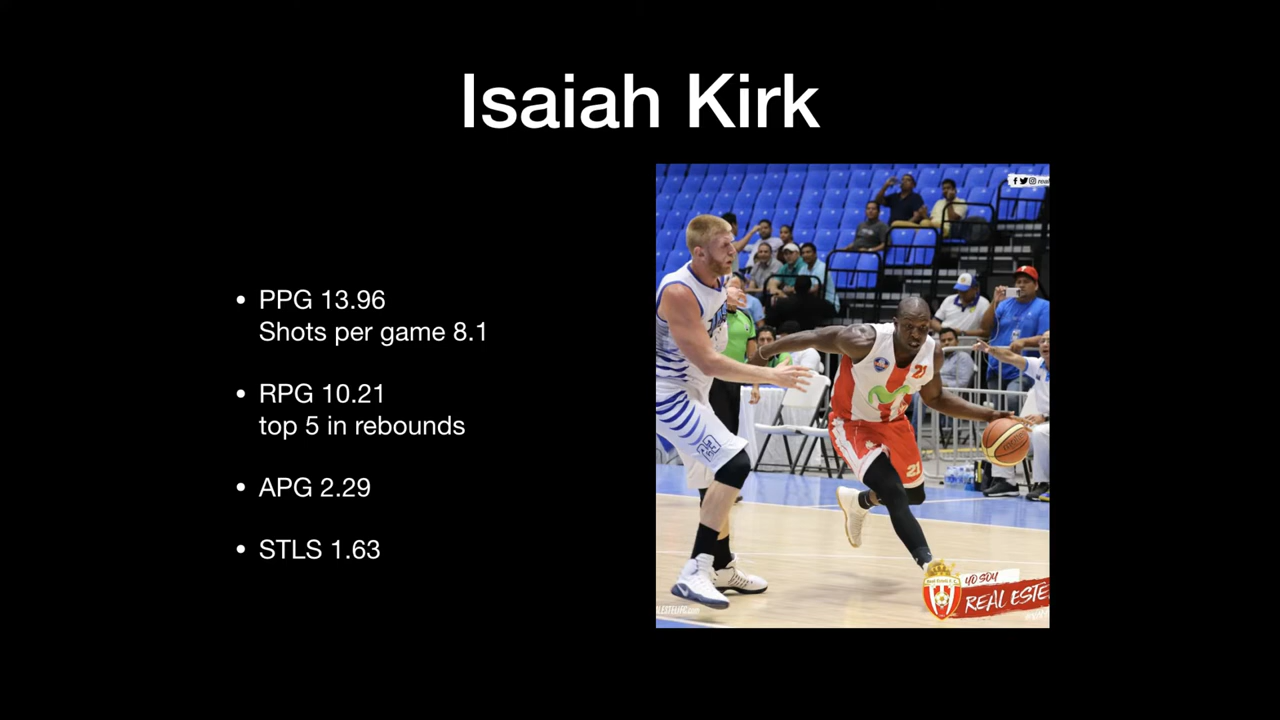 Isaiah Kirk
• PPG 13.96
Shots per game 8.1
• RPG 10.21
top 5 in rebounds
• APG 2.29
• STLS 1.63
real
21
21
YO SOY
REAL ESTE